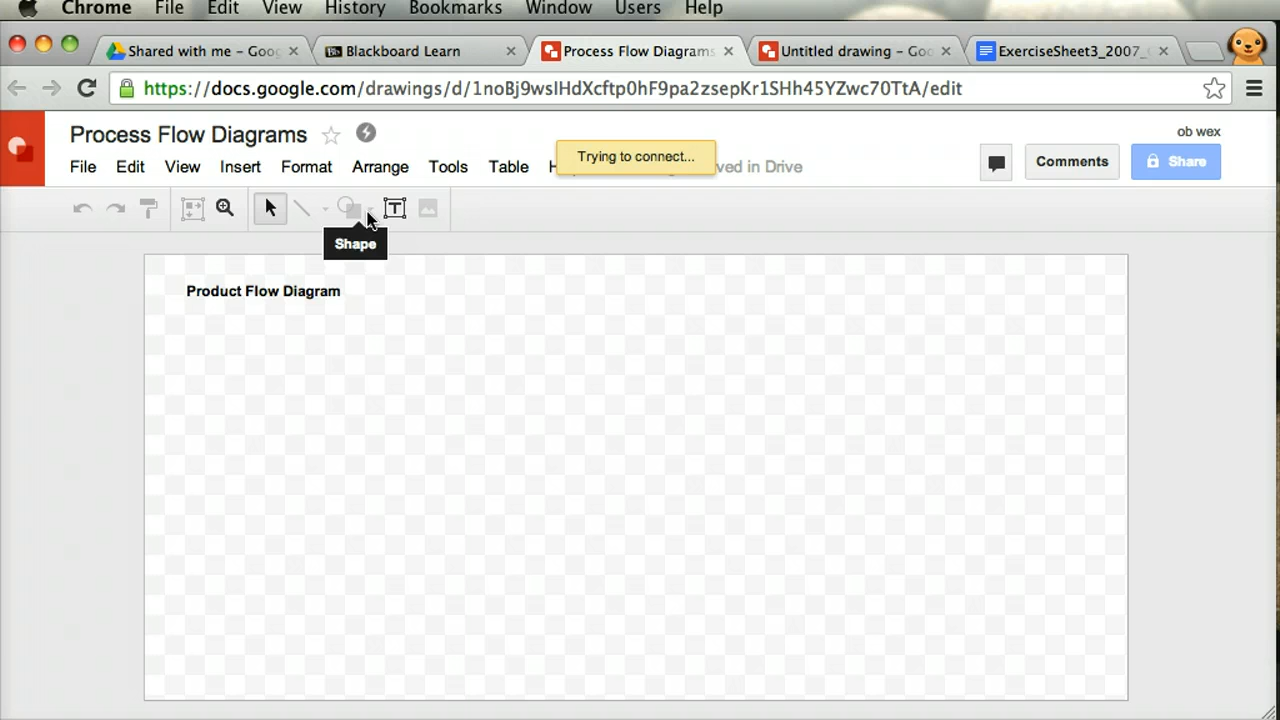 Chrome File Edit View History Bookmarks Window Users Help
Shared with me – Goo
Blackboard Learn
Process Flow Diagrams
Untitled drawing – Goo
ExerciseSheet3_2007_
https://docs.google.com/drawings/d/1noBj9wsIHdXcftp0hF9pa2zsepKr1SHh45YZwc70TtA/edit
Process Flow Diagrams
ob wex
File Edit View Insert Format Arrange Tools Table H
Trying to connect...
ved in Drive
Comments
Share
T
Shape
Product Flow Diagram